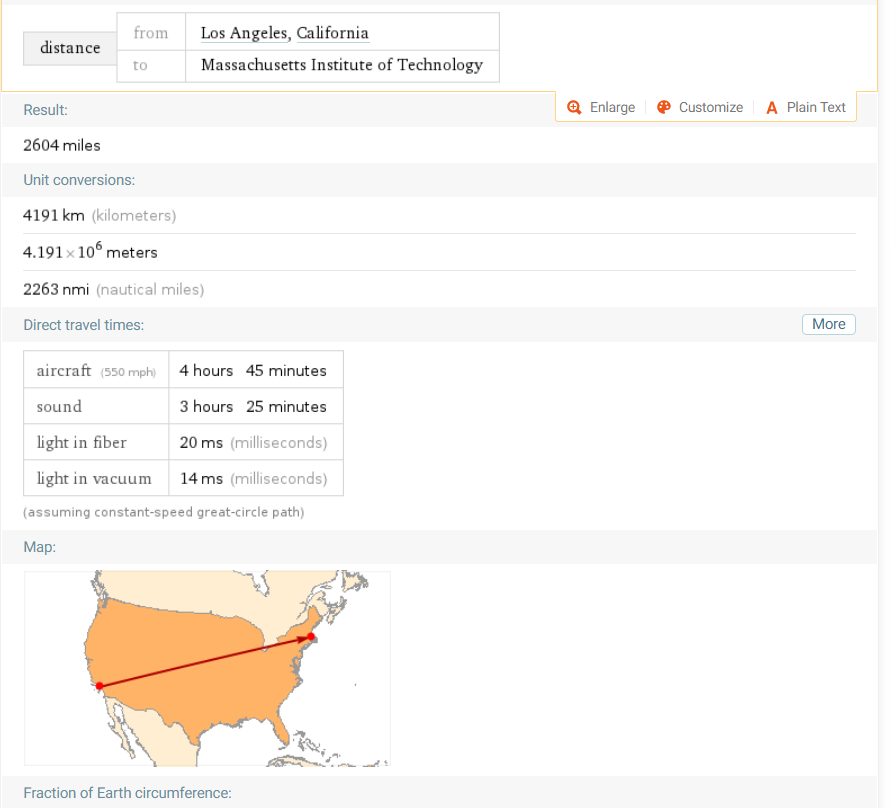 distance from Los Angeles, California
to Massachusetts Institute of Technology
Enlarge Customize A Plain Text
Result:
2604 miles
Unit conversions:
4191 km (kilometers)
4.191×10⁶ meters
2263 nmi (nautical miles)
Direct travel times: More
aircraft (550 mph) 4 hours 45 minutes
sound 3 hours 25 minutes
light in fiber 20 ms (milliseconds)
light in vacuum 14 ms (milliseconds)
(assuming constant-speed great-circle path)
Map:
Fraction of Earth circumference: